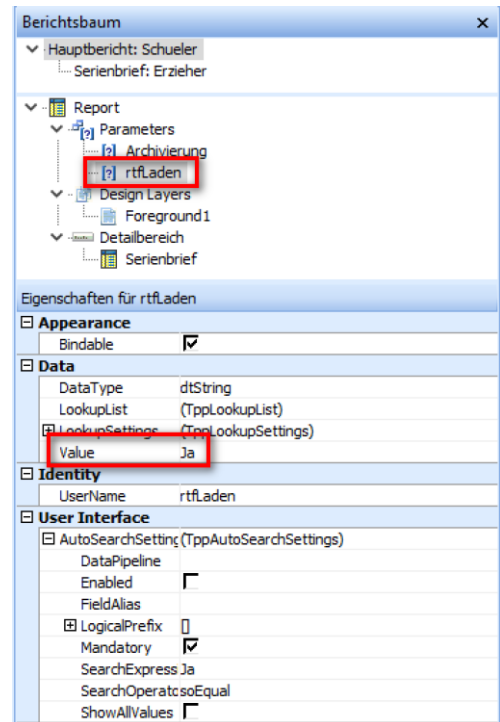 Berichtsbaum
Hauptbericht: Schueler
Serienbrief: Erzieher
Report
Parameters
Archivierung
rtfLaden
Design Layers
Foreground1
Detailbereich
Serienbrief
Eigenschaften für rtfLaden
Appearance
Bindable
Data
DataType dtString
LookupList (TppLookupList)
LookupSettings (TppLookupSettings)
Value Ja
Identity
UserName rtfLaden
User Interface
AutoSearchSetting (TppAutoSearchSettings)
DataPipeline
Enabled
FieldAlias
LogicalPrefix []
Mandatory
SearchExpress Ja
SearchOperato soEqual
ShowAllValues